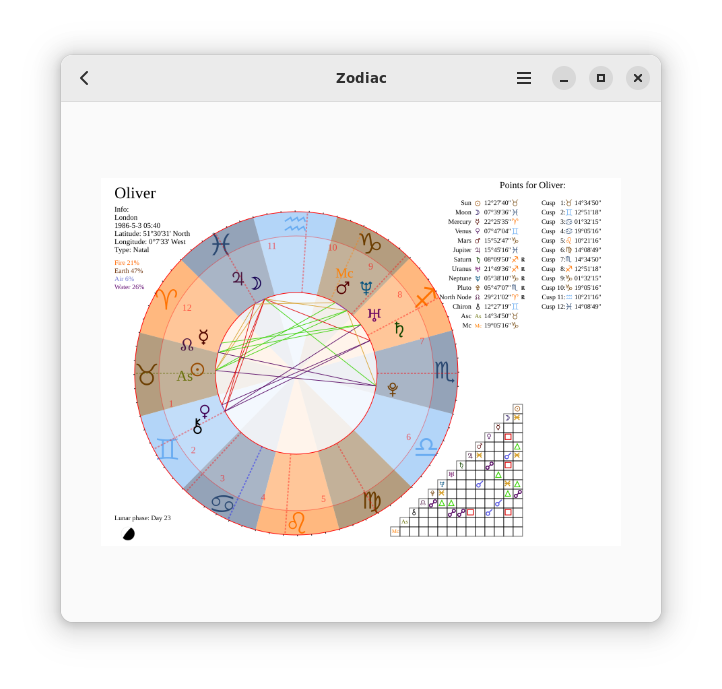 Zodiac
Oliver
Info:
London
1986-5-3 05:40
Latitude: 51°30'31' North
Longitude: 0°7'33' West
Type: Natal
Fire 21%
Earth 47%
Air 6%
Water 26%
Points for Oliver:
Sun ☉ 12°27'40"♉
Moon ☽ 07°39'36"♓
Mercury ☿ 22°25'35"♈
Venus ♀ 07°47'04"♊
Mars ♂ 15°52'47"♑
Jupiter ♃ 15°45'16"♓
Saturn ♄ 08°09'50"♐ R
Uranus ♅ 21°49'36"♐ R
Neptune ♆ 05°38'10"♑ R
Pluto 05°47'07"♏ R
North Node ☊ 29°21'02"♈ R
Chiron ⚷ 12°27'19"♊
Asc As 14°34'50"♉
Mc Mc 19°05'16"♑
Cusp 1:♉ 14°34'50"
Cusp 2:♊ 12°51'18"
Cusp 3:♋ 01°32'15"
Cusp 4:♋ 19°05'16"
Cusp 5:♌ 10°21'16"
Cusp 6:♍ 14°08'49"
Cusp 7:♏ 14°34'50"
Cusp 8:♐ 12°51'18"
Cusp 9:♑ 01°32'15"
Cusp 10:♑ 19°05'16"
Cusp 11:♒ 10°21'16"
Cusp 12:♓ 14°08'49"
11
10
9
Mc
8
12
7
As
1
2
6
3
4
5
Lunar phase: Day 23
As
Mc